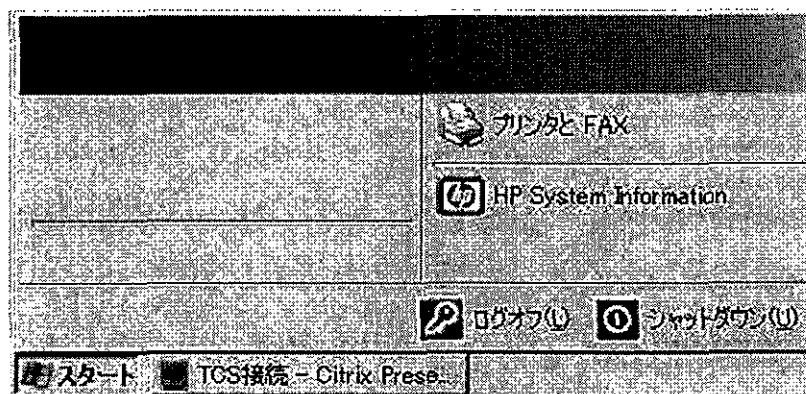 プリンタと FAX
HP System Information
ログオフ(L) シャットダウン(U)
スタート TCS接続 - Citrix Prese...